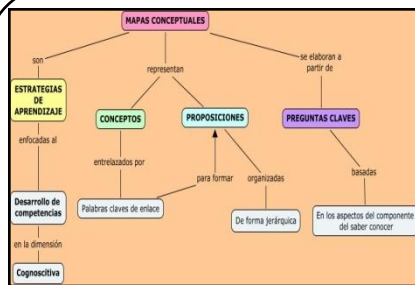 MAPAS CONCEPTUALES
son
representan
se elaboran a
partir de
ESTRATEGIAS
DE
APRENDIZAJE
CONCEPTOS
PROPOSICIONES
PREGUNTAS CLAVES
enfocadas al
entrelazados por
para formar
organizadas
basadas
Desarrollo de
competencias
Palabras claves de enlace
De forma jerárquica
En los aspectos del componente
del saber conocer
en la dimensión
Cognoscitiva